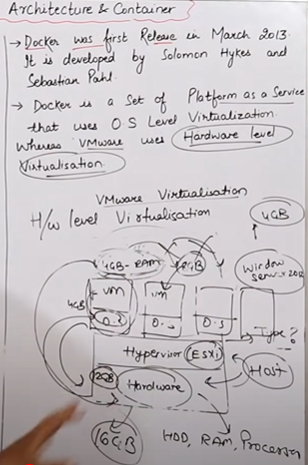 Architecture & Container
→ Docker was first Release in March 2013.
It is developed by Solomon Hykes and
Sebastian Pahl.
→ Docker is a Set of Platform as a Service
that uses O.S Level Virtualization.
Whereas VMware uses Hardware level
Virtualisation.
VMware Virtualisation
H/w level Virtualisation
4GB
4GB-RAM
8GB
Window
server 2012
4GB
VM
VM
O.S
O.S
O.S
Type
Hypervisor (ESXi)
HOST
12GB
Hardware
16GB
HDD, RAM, Processor